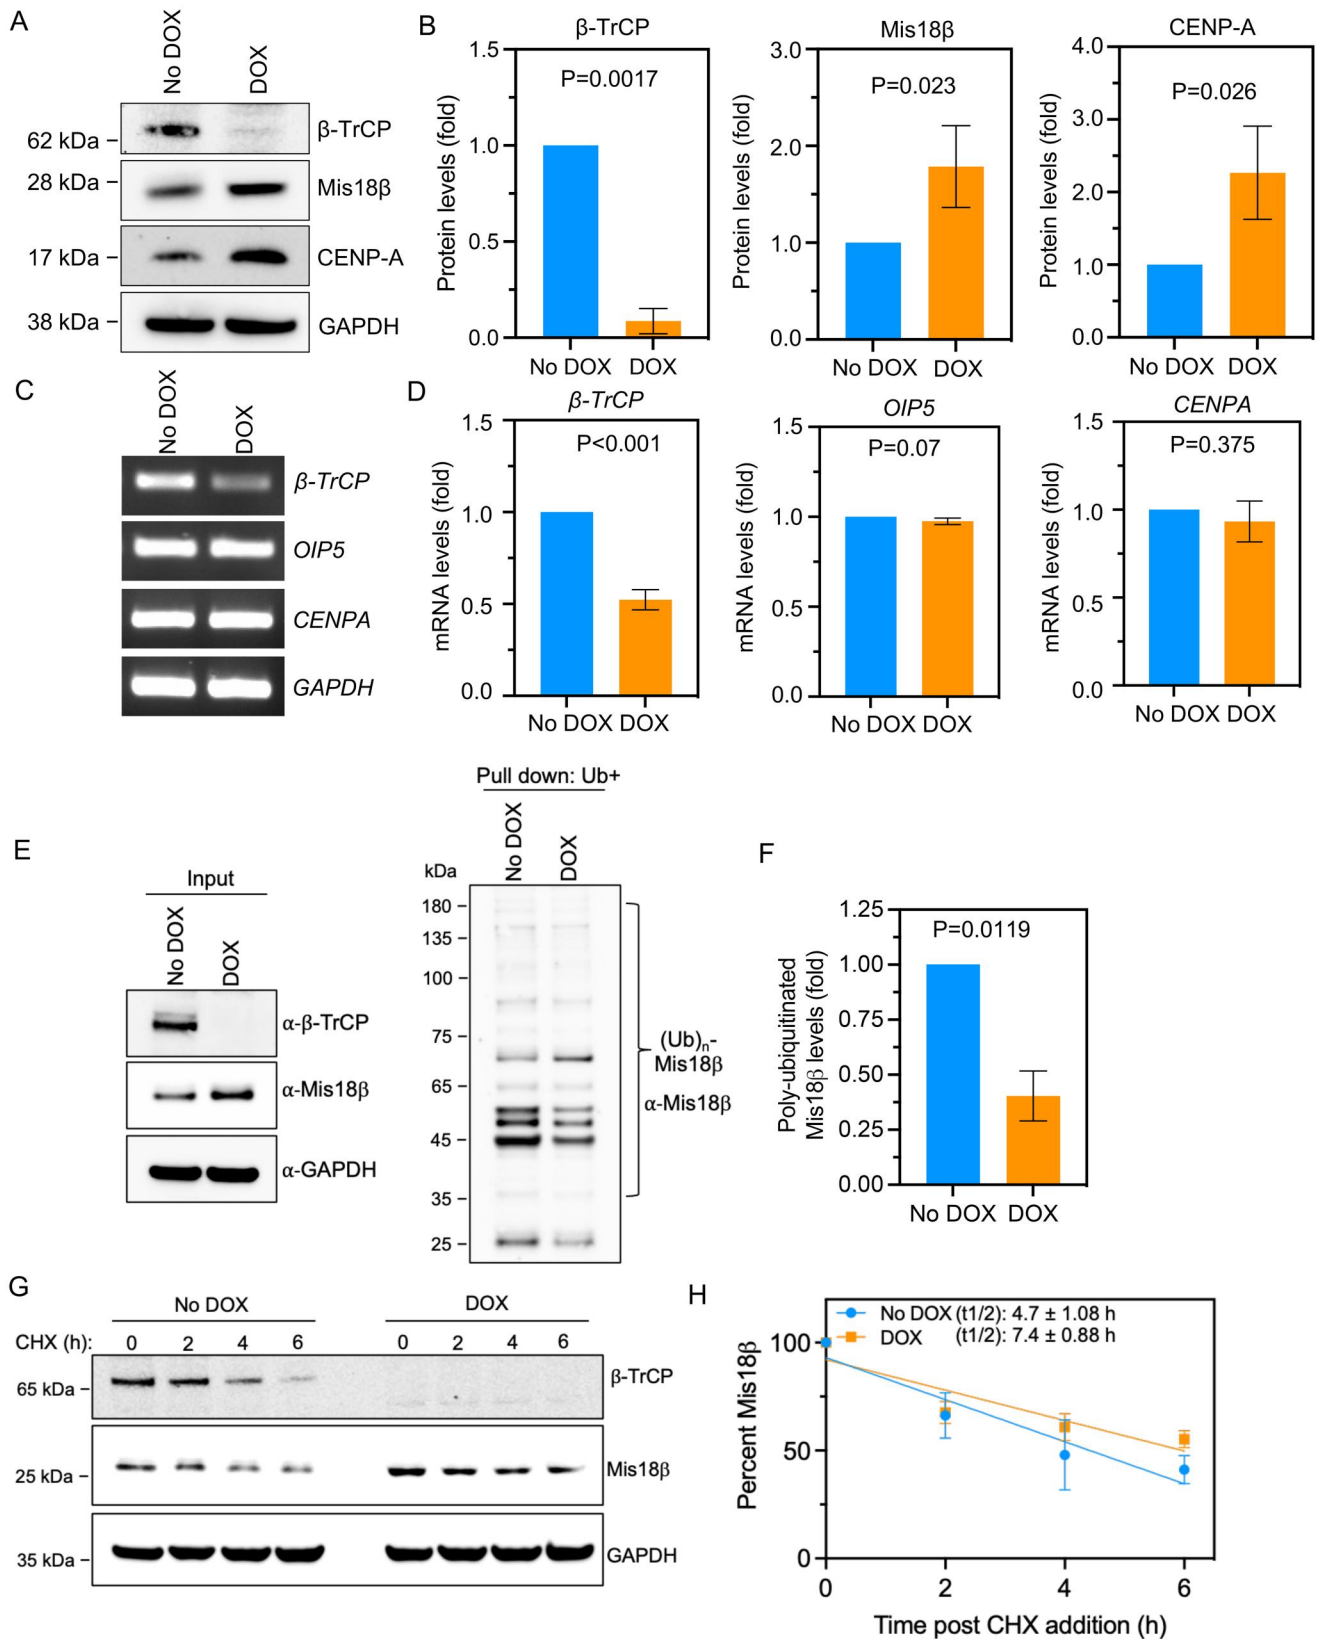 A
No DOX
DOX
62 kDa
β-TrCP
28 kDa
Mis18β
17 kDa
CENP-A
38 kDa
GAPDH
B
β-TrCP
P=0.0017
Protein levels (fold)
1.5
1.0
0.5
0.0
No DOX DOX
Mis18β
P=0.023
Protein levels (fold)
3.0
2.0
1.0
0.0
No DOX DOX
CENP-A
P=0.026
Protein levels (fold)
4.0
3.0
2.0
1.0
0.0
No DOX DOX
C
No DOX
DOX
β-TrCP
OIP5
CENPA
GAPDH
D
β-TrCP
P<0.001
mRNA levels (fold)
1.5
1.0
0.5
0.0
No DOX DOX
OIP5
P=0.07
mRNA levels (fold)
1.5
1.0
0.5
0.0
No DOX DOX
CENPA
P=0.375
mRNA levels (fold)
1.5
1.0
0.5
0.0
No DOX DOX
E
Input
No DOX
DOX
α-β-TrCP
α-Mis18β
α-GAPDH
Pull down: Ub+
No DOX
DOX
kDa
180
135
100
75
65
45
35
25
(Ub)n-
Mis18β
α-Mis18β
F
P=0.0119
Poly-ubiquitinated
Mis18β levels (fold)
1.25
1.00
0.75
0.50
0.25
0.00
No DOX DOX
G
No DOX
DOX
CHX (h): 0 2 4 6 0 2 4 6
65 kDa
β-TrCP
25 kDa
Mis18β
35 kDa
GAPDH
H
No DOX (t1/2): 4.7 ± 1.08 h
DOX (t1/2): 7.4 ± 0.88 h
Percent Mis18β
100
50
0
0 2 4 6
Time post CHX addition (h)